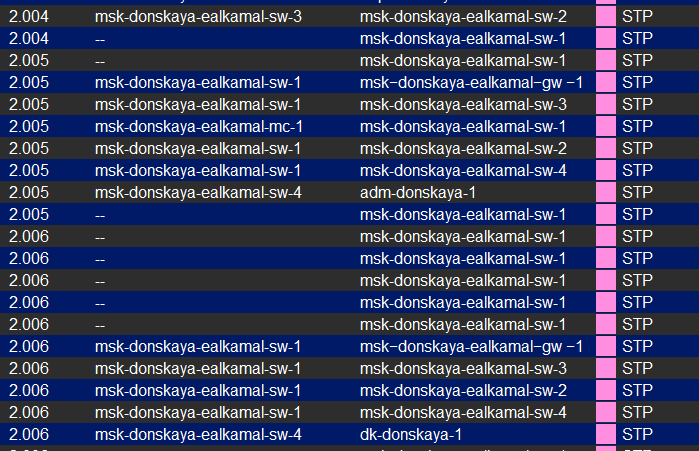 2.004 msk-donskaya-ealkamal-sw-3 msk-donskaya-ealkamal-sw-2 STP
2.004 -- msk-donskaya-ealkamal-sw-1 STP
2.005 -- msk-donskaya-ealkamal-sw-1 STP
2.005 msk-donskaya-ealkamal-sw-1 msk−donskaya-ealkamal−gw −1 STP
2.005 msk-donskaya-ealkamal-sw-1 msk-donskaya-ealkamal-sw-3 STP
2.005 msk-donskaya-ealkamal-mc-1 msk-donskaya-ealkamal-sw-1 STP
2.005 msk-donskaya-ealkamal-sw-1 msk-donskaya-ealkamal-sw-2 STP
2.005 msk-donskaya-ealkamal-sw-1 msk-donskaya-ealkamal-sw-4 STP
2.005 msk-donskaya-ealkamal-sw-4 adm-donskaya-1 STP
2.005 -- msk-donskaya-ealkamal-sw-1 STP
2.006 -- msk-donskaya-ealkamal-sw-1 STP
2.006 -- msk-donskaya-ealkamal-sw-1 STP
2.006 -- msk-donskaya-ealkamal-sw-1 STP
2.006 -- msk-donskaya-ealkamal-sw-1 STP
2.006 -- msk-donskaya-ealkamal-sw-1 STP
2.006 msk-donskaya-ealkamal-sw-1 msk−donskaya-ealkamal−gw −1 STP
2.006 msk-donskaya-ealkamal-sw-1 msk-donskaya-ealkamal-sw-3 STP
2.006 msk-donskaya-ealkamal-sw-1 msk-donskaya-ealkamal-sw-2 STP
2.006 msk-donskaya-ealkamal-sw-1 msk-donskaya-ealkamal-sw-4 STP
2.006 msk-donskaya-ealkamal-sw-4 dk-donskaya-1 STP